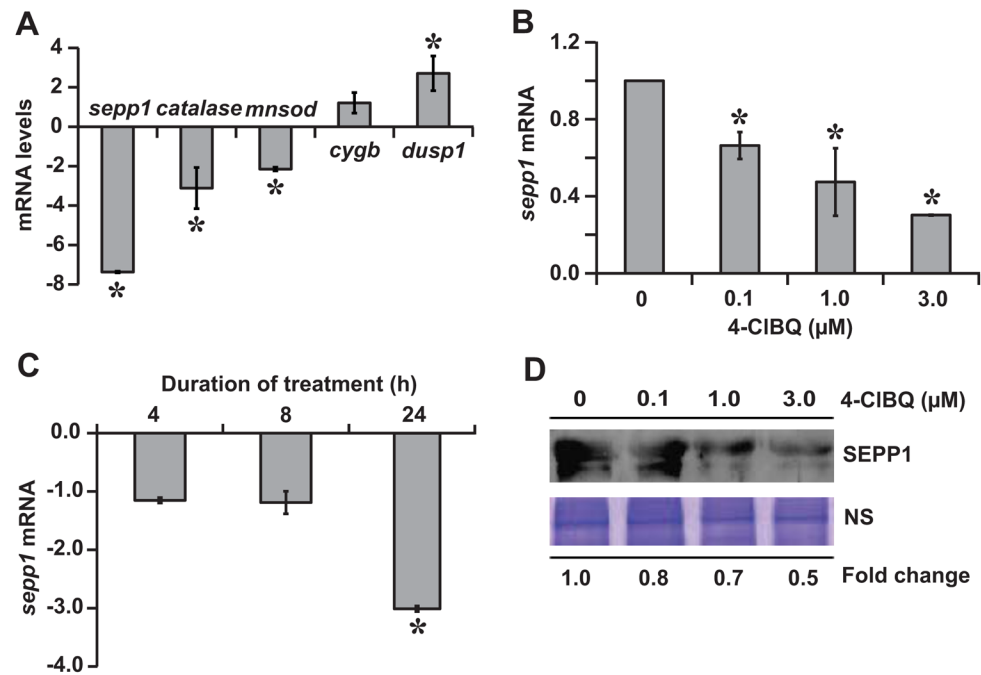 A
4
2
0
-2
-4
-6
-8
mRNA levels
sepp1 catalase mnsod
cygb dusp1
* * * *
B
1.2
0.8
0.4
0.0
sepp1 mRNA
* * *
0 0.1 1.0 3.0
4-ClBQ (μM)
C
Duration of treatment (h)
4 8 24
0.0
-1.0
-2.0
-3.0
-4.0
sepp1 mRNA
*
D
0 0.1 1.0 3.0 4-ClBQ (μM)
SEPP1
NS
1.0 0.8 0.7 0.5 Fold change